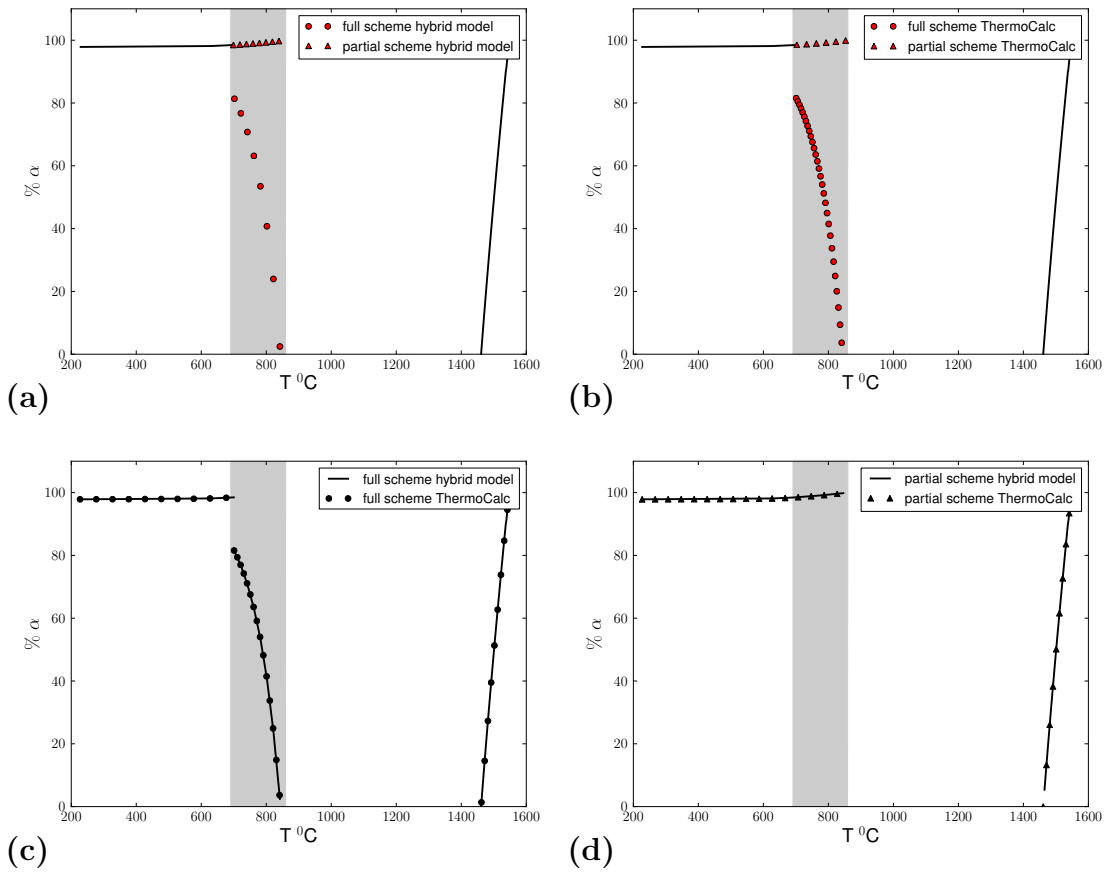 full scheme hybrid model
partial scheme hybrid model
% α
100
80
60
40
20
0
200 400 600 800 1000 1200 1400 1600
T ⁰C
(a)
full scheme ThermoCalc
partial scheme ThermoCalc
% α
100
80
60
40
20
0
200 400 600 800 1000 1200 1400 1600
T ⁰C
(b)
full scheme hybrid model
full scheme ThermoCalc
% α
100
80
60
40
20
0
200 400 600 800 1000 1200 1400 1600
T ⁰C
(c)
partial scheme hybrid model
partial scheme ThermoCalc
% α
100
80
60
40
20
0
200 400 600 800 1000 1200 1400 1600
T ⁰C
(d)